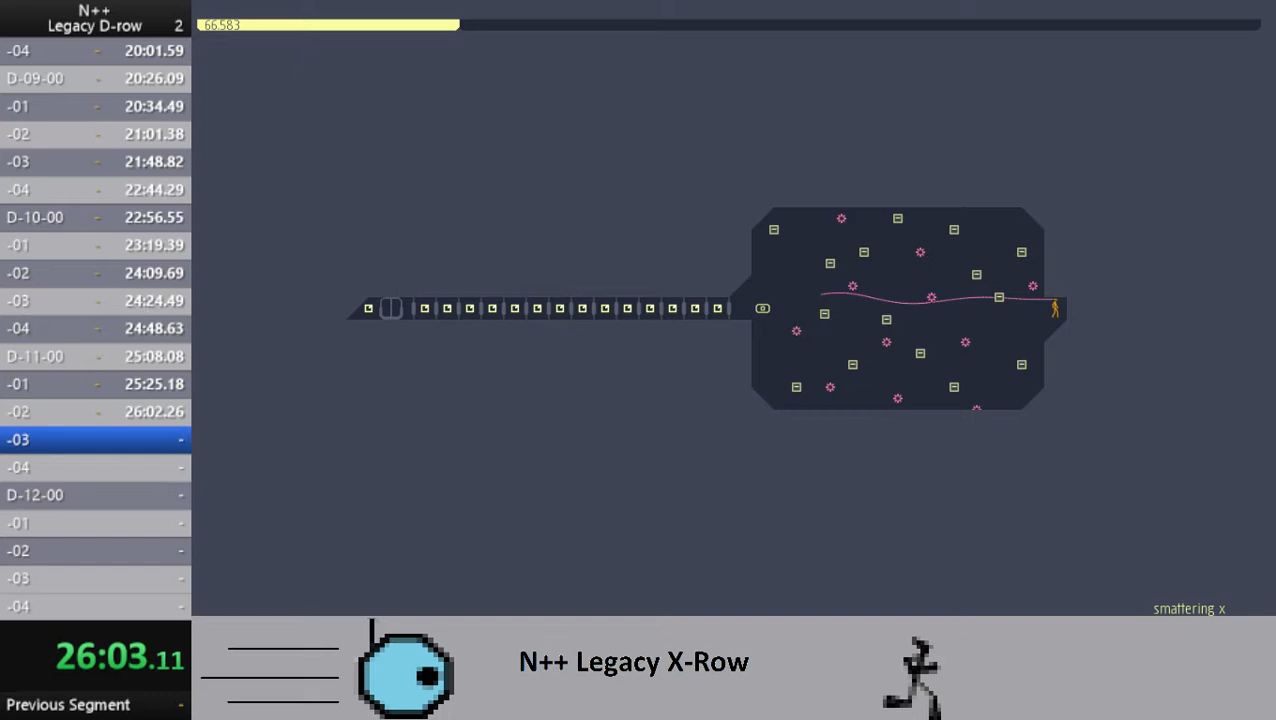 N++
Legacy D-row 2
-04 - 20:01.59
D-09-00 - 20:26.09
-01 - 20:34.49
-02 - 21:01.38
-03 - 21:48.82
-04 - 22:44.29
D-10-00 - 22:56.55
-01 - 23:19.39
-02 - 24:09.69
-03 - 24:24.49
-04 - 24:48.63
D-11-00 - 25:08.08
-01 - 25:25.18
-02 - 26:02.26
-03 -
-04 -
D-12-00 -
-01 -
-02 -
-03 -
-04 -
26:03.11
Previous Segment -
66.583
smattering x
N++ Legacy X-Row